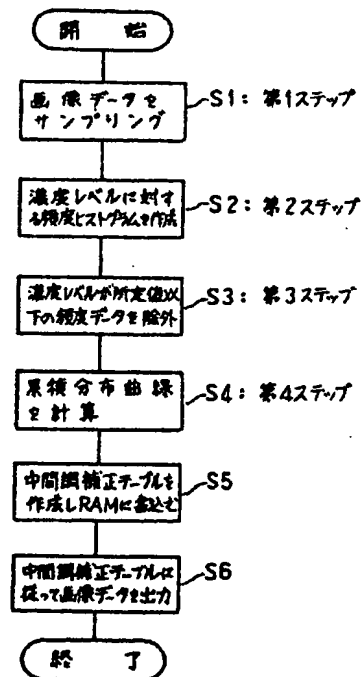 開 始
画像データを
サンプリング
S1: 第1ステップ
濃度レベルに対す
る頻度ヒストグラムを作成
S2: 第2ステップ
濃度レベルが所定値以
下の頻度データを除外
S3: 第3ステップ
累積分布曲線
を計算
S4: 第4ステップ
中間調補正テーブルを
作成しRAMに書込む
S5
中間調補正テーブルに
従って画像データを出力
S6
終 了